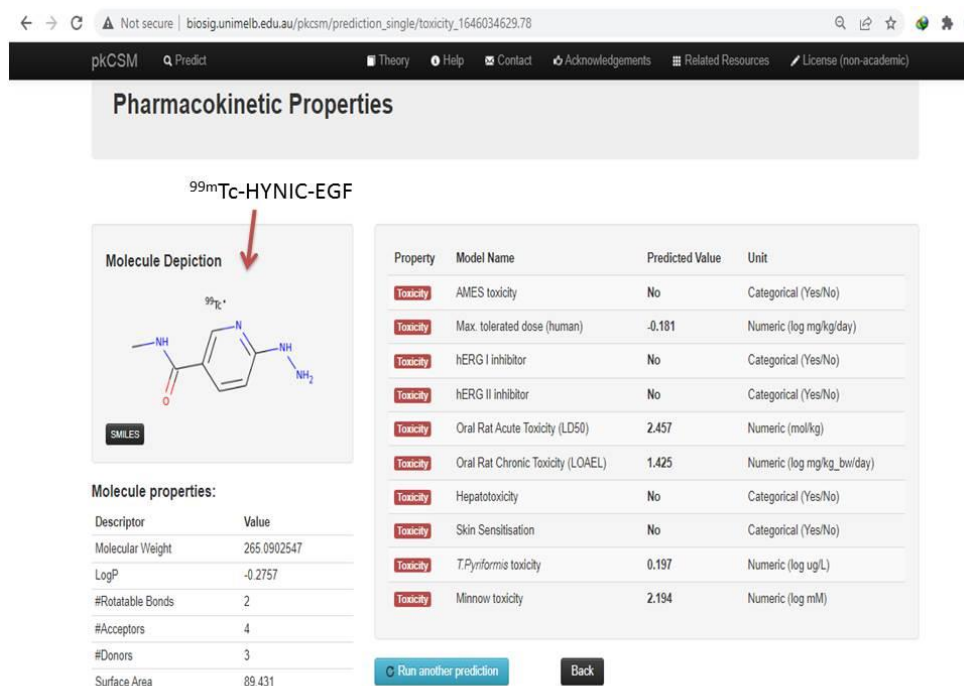 Not secure | biosig.unimelb.edu.au/pkcsm/prediction_single/toxicity_1646034629.78
pkCSM Predict Theory Help Contact Acknowledgements Related Resources License (non-academic)
Pharmacokinetic Properties
99mTc-HYNIC-EGF
Molecule Depiction
99Tc+
N
NH
NH
NH2
O
SMILES
Molecule properties:
Descriptor Value
Molecular Weight 265.0902547
LogP -0.2757
#Rotatable Bonds 2
#Acceptors 4
#Donors 3
Surface Area 89.431
Property Model Name Predicted Value Unit
Toxicity AMES toxicity No Categorical (Yes/No)
Toxicity Max. tolerated dose (human) -0.181 Numeric (log mg/kg/day)
Toxicity hERG I inhibitor No Categorical (Yes/No)
Toxicity hERG II inhibitor No Categorical (Yes/No)
Toxicity Oral Rat Acute Toxicity (LD50) 2.457 Numeric (mol/kg)
Toxicity Oral Rat Chronic Toxicity (LOAEL) 1.425 Numeric (log mg/kg_bw/day)
Toxicity Hepatotoxicity No Categorical (Yes/No)
Toxicity Skin Sensitisation No Categorical (Yes/No)
Toxicity T.Pyriformis toxicity 0.197 Numeric (log ug/L)
Toxicity Minnow toxicity 2.194 Numeric (log mM)
Run another prediction Back